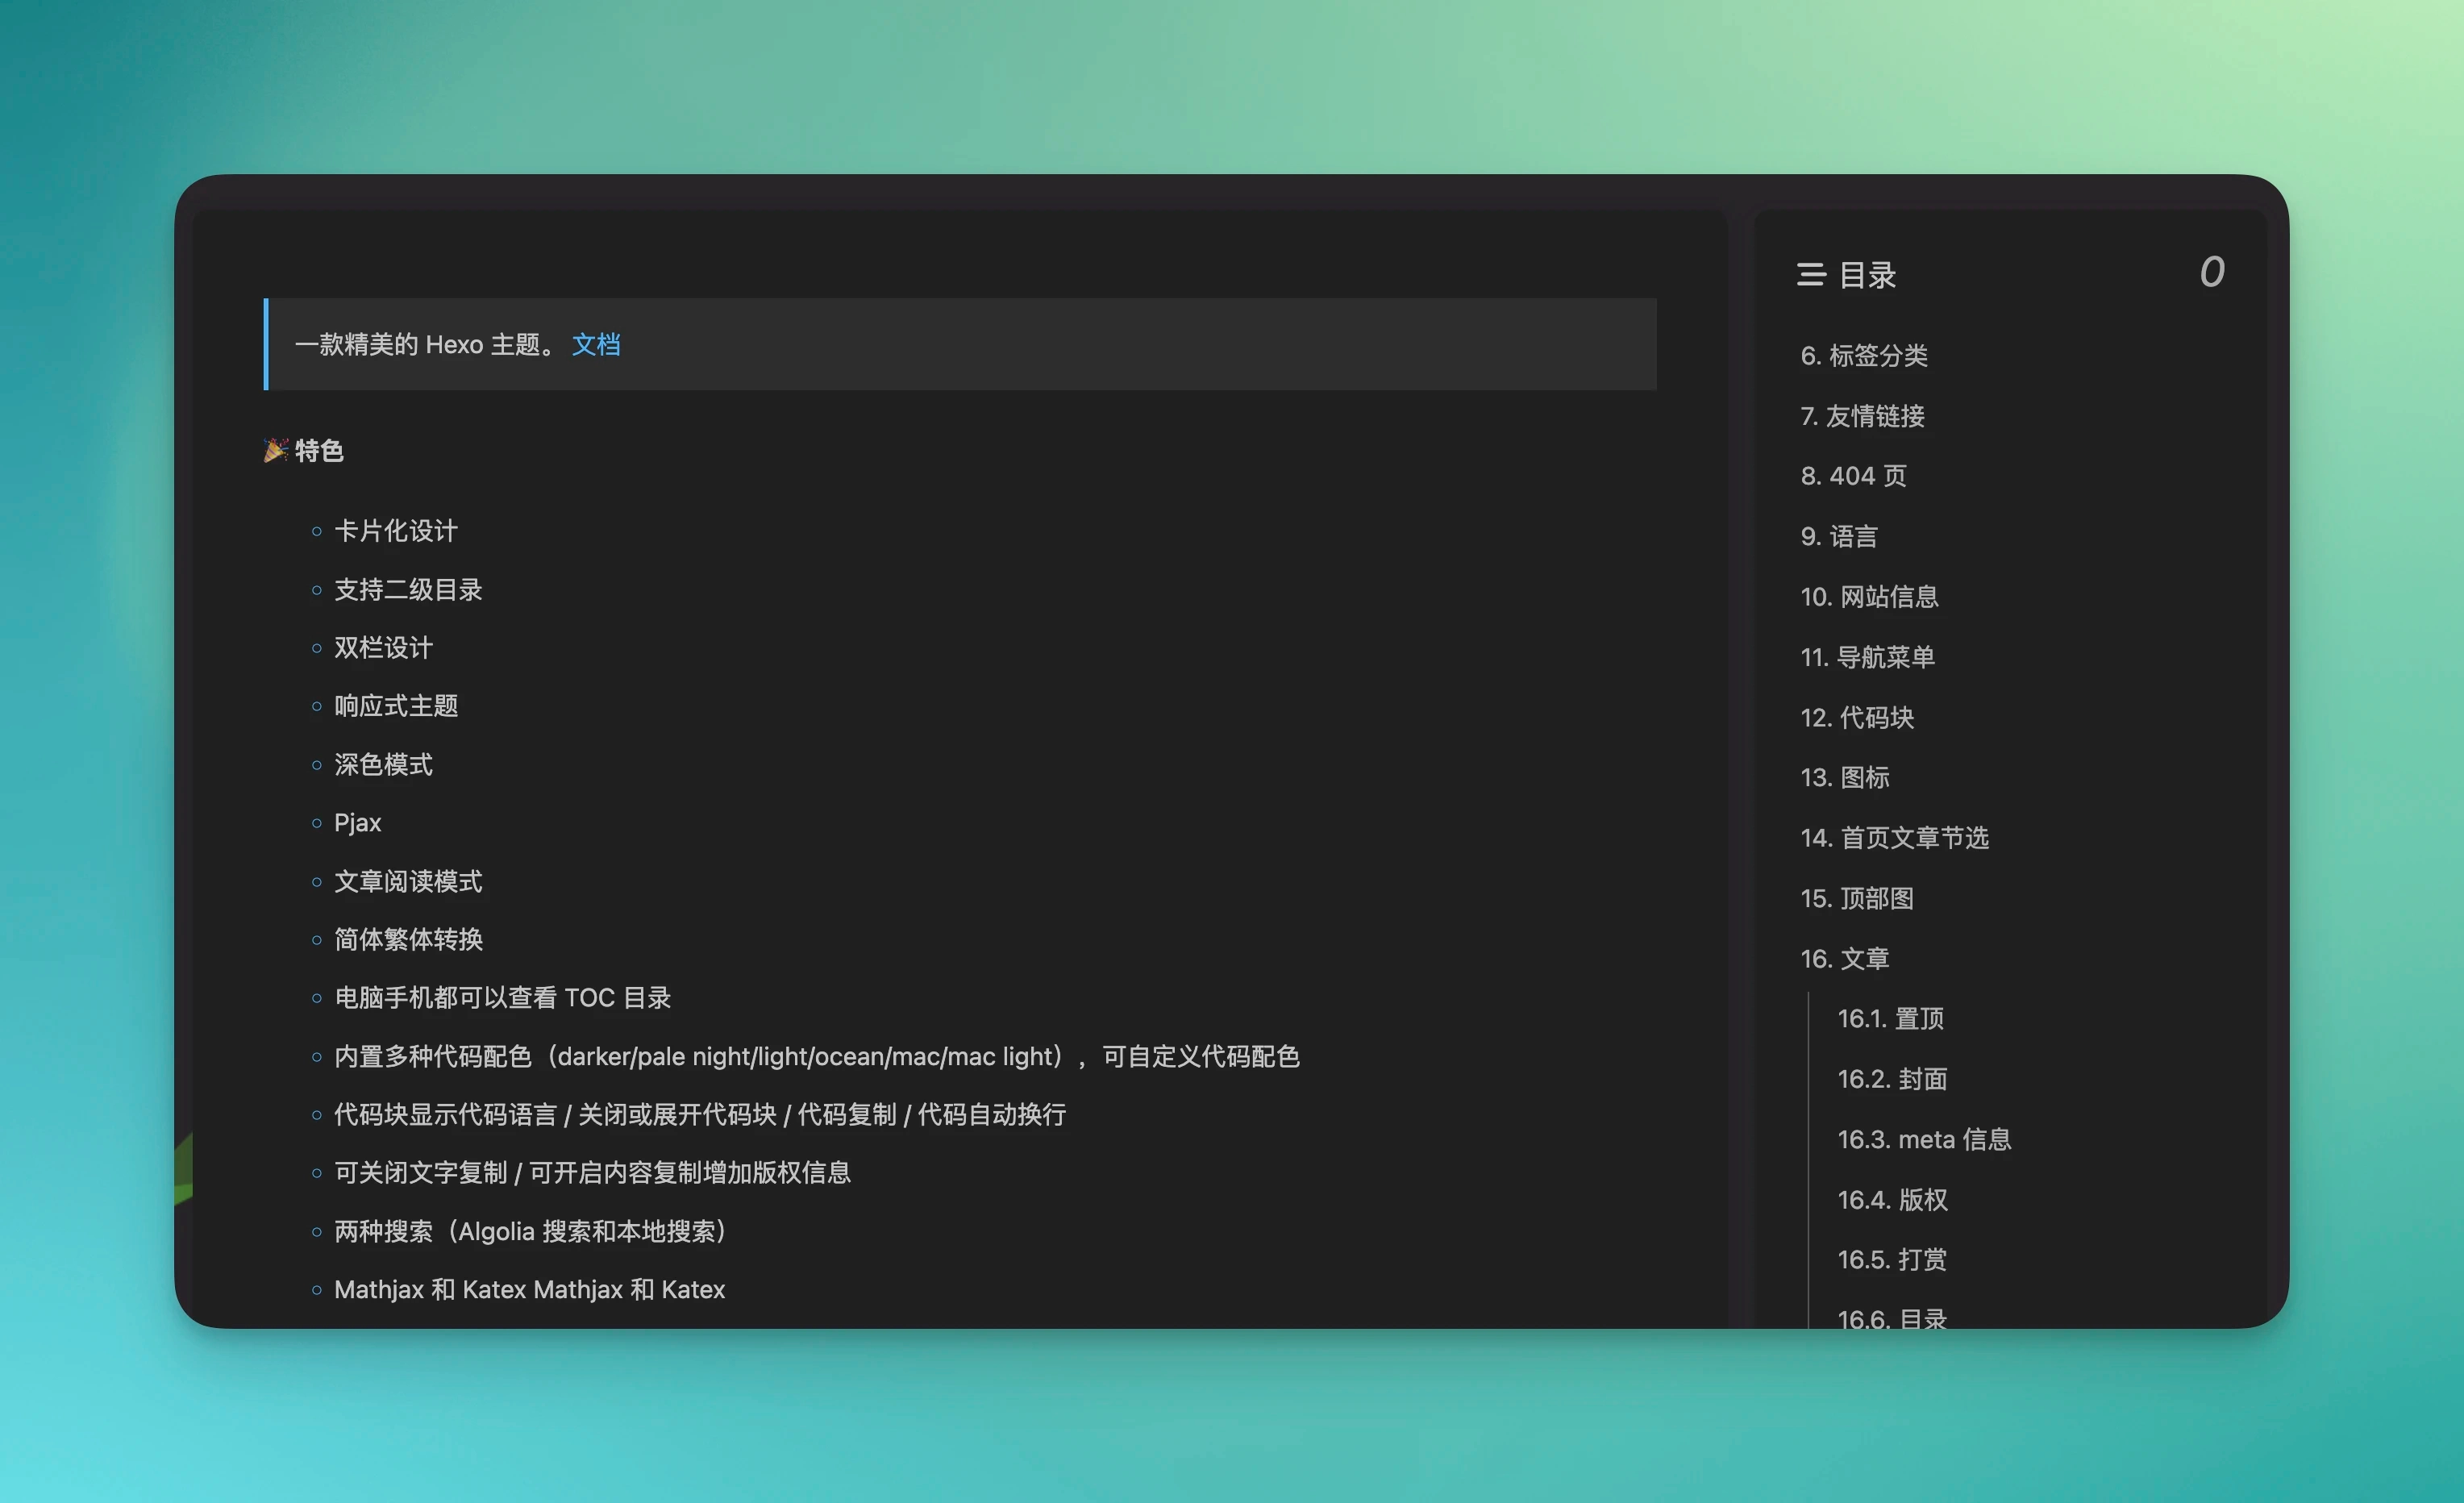 一款精美的 Hexo 主题。 文档
🎉 特色
卡片化设计
支持二级目录
双栏设计
响应式主题
深色模式
Pjax
文章阅读模式
简体繁体转换
电脑手机都可以查看 TOC 目录
内置多种代码配色（darker/pale night/light/ocean/mac/mac light），可自定义代码配色
代码块显示代码语言 / 关闭或展开代码块 / 代码复制 / 代码自动换行
可关闭文字复制 / 可开启内容复制增加版权信息
两种搜索（Algolia 搜索和本地搜索）
Mathjax 和 Katex Mathjax 和 Katex
目录
0
6. 标签分类
7. 友情链接
8. 404 页
9. 语言
10. 网站信息
11. 导航菜单
12. 代码块
13. 图标
14. 首页文章节选
15. 顶部图
16. 文章
16.1. 置顶
16.2. 封面
16.3. meta 信息
16.4. 版权
16.5. 打赏
16.6. 目录